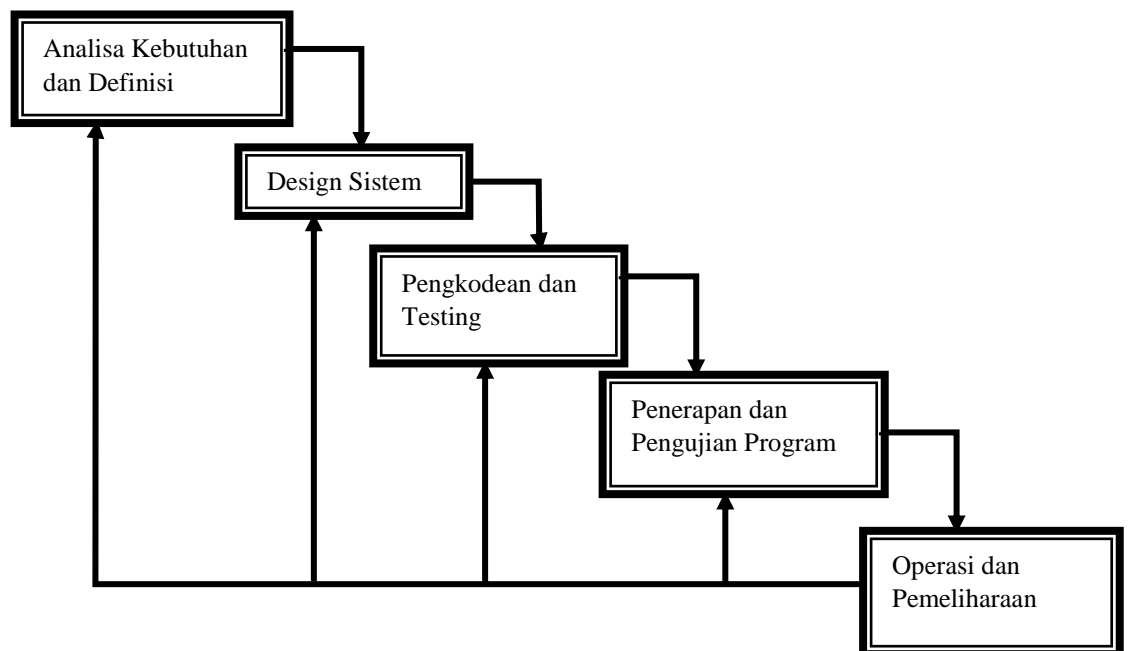 Analisa Kebutuhan
dan Definisi
Design Sistem
Pengkodean dan
Testing
Penerapan dan
Pengujian Program
Operasi dan
Pemeliharaan